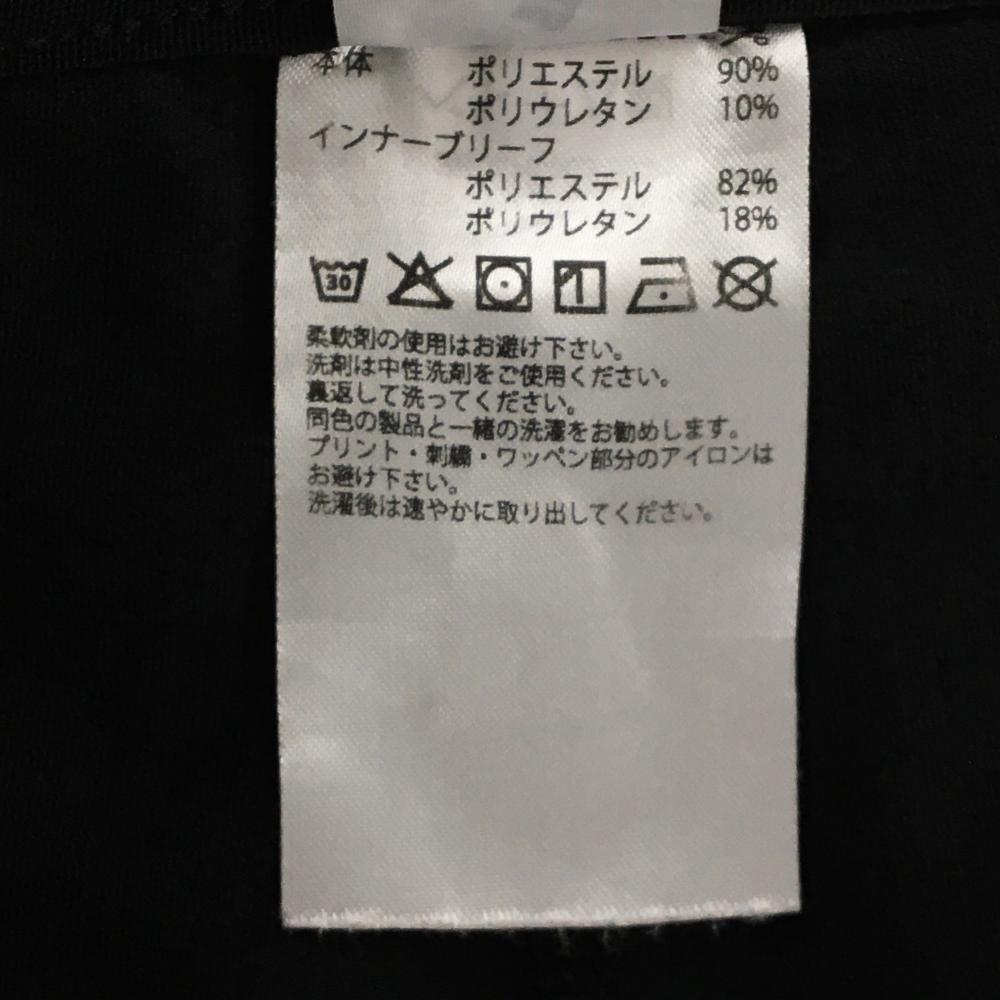 本体 ポリエステル 90%
ポリウレタン 10%
インナーブリーフ
ポリエステル 82%
ポリウレタン 18%
30
柔軟剤の使用はお避け下さい。
洗剤は中性洗剤をご使用ください。
裏返して洗ってください。
同色の製品と一緒の洗濯をお勧めします。
プリント・刺繍・ワッペン部分のアイロンは
お避け下さい。
洗濯後は速やかに取り出してください。